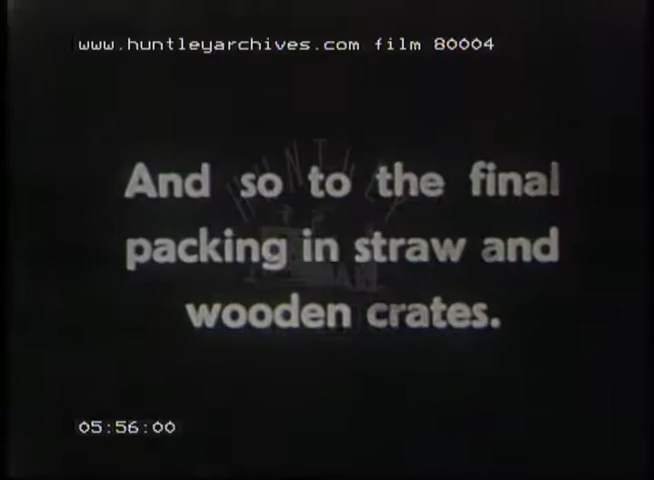 www.huntleyarchives.com film 80004
And so to the final
packing in straw and
wooden crates.
05:56:00